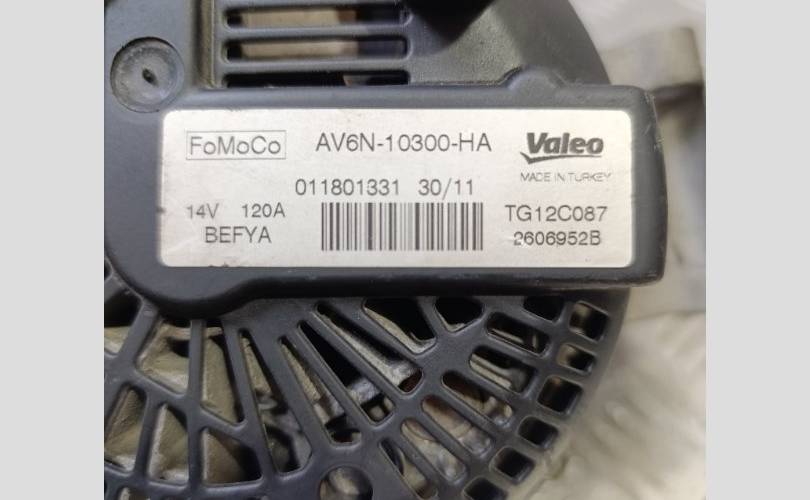 FoMoCo AV6N-10300-HA Valeo
MADE IN TURKEY
011801331 30/11
14V 120A TG12C087
BEFYA 2606952B